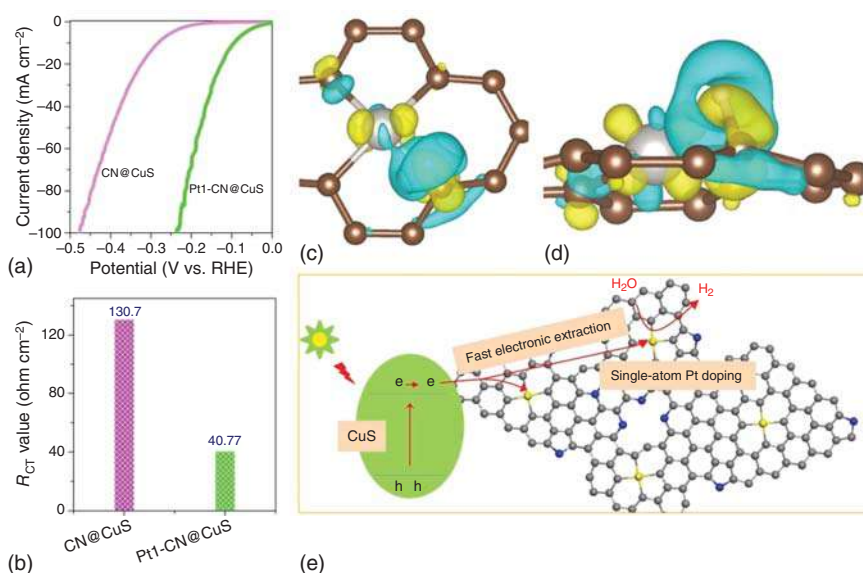 0
−20
−40
−60
−80
−100
Current density (mA cm−2)
CN@CuS
Pt1-CN@CuS
−0.5 −0.4 −0.3 −0.2 −0.1 0.0
Potential (V vs. RHE)
(a)
(c)
(d)
130.7
120
80
40
0
RCT value (ohm cm−2)
40.77
CN@CuS
Pt1-CN@CuS
(b)
H2O
H2
Fast electronic extraction
Single-atom Pt doping
e e
CuS
h h
(e)